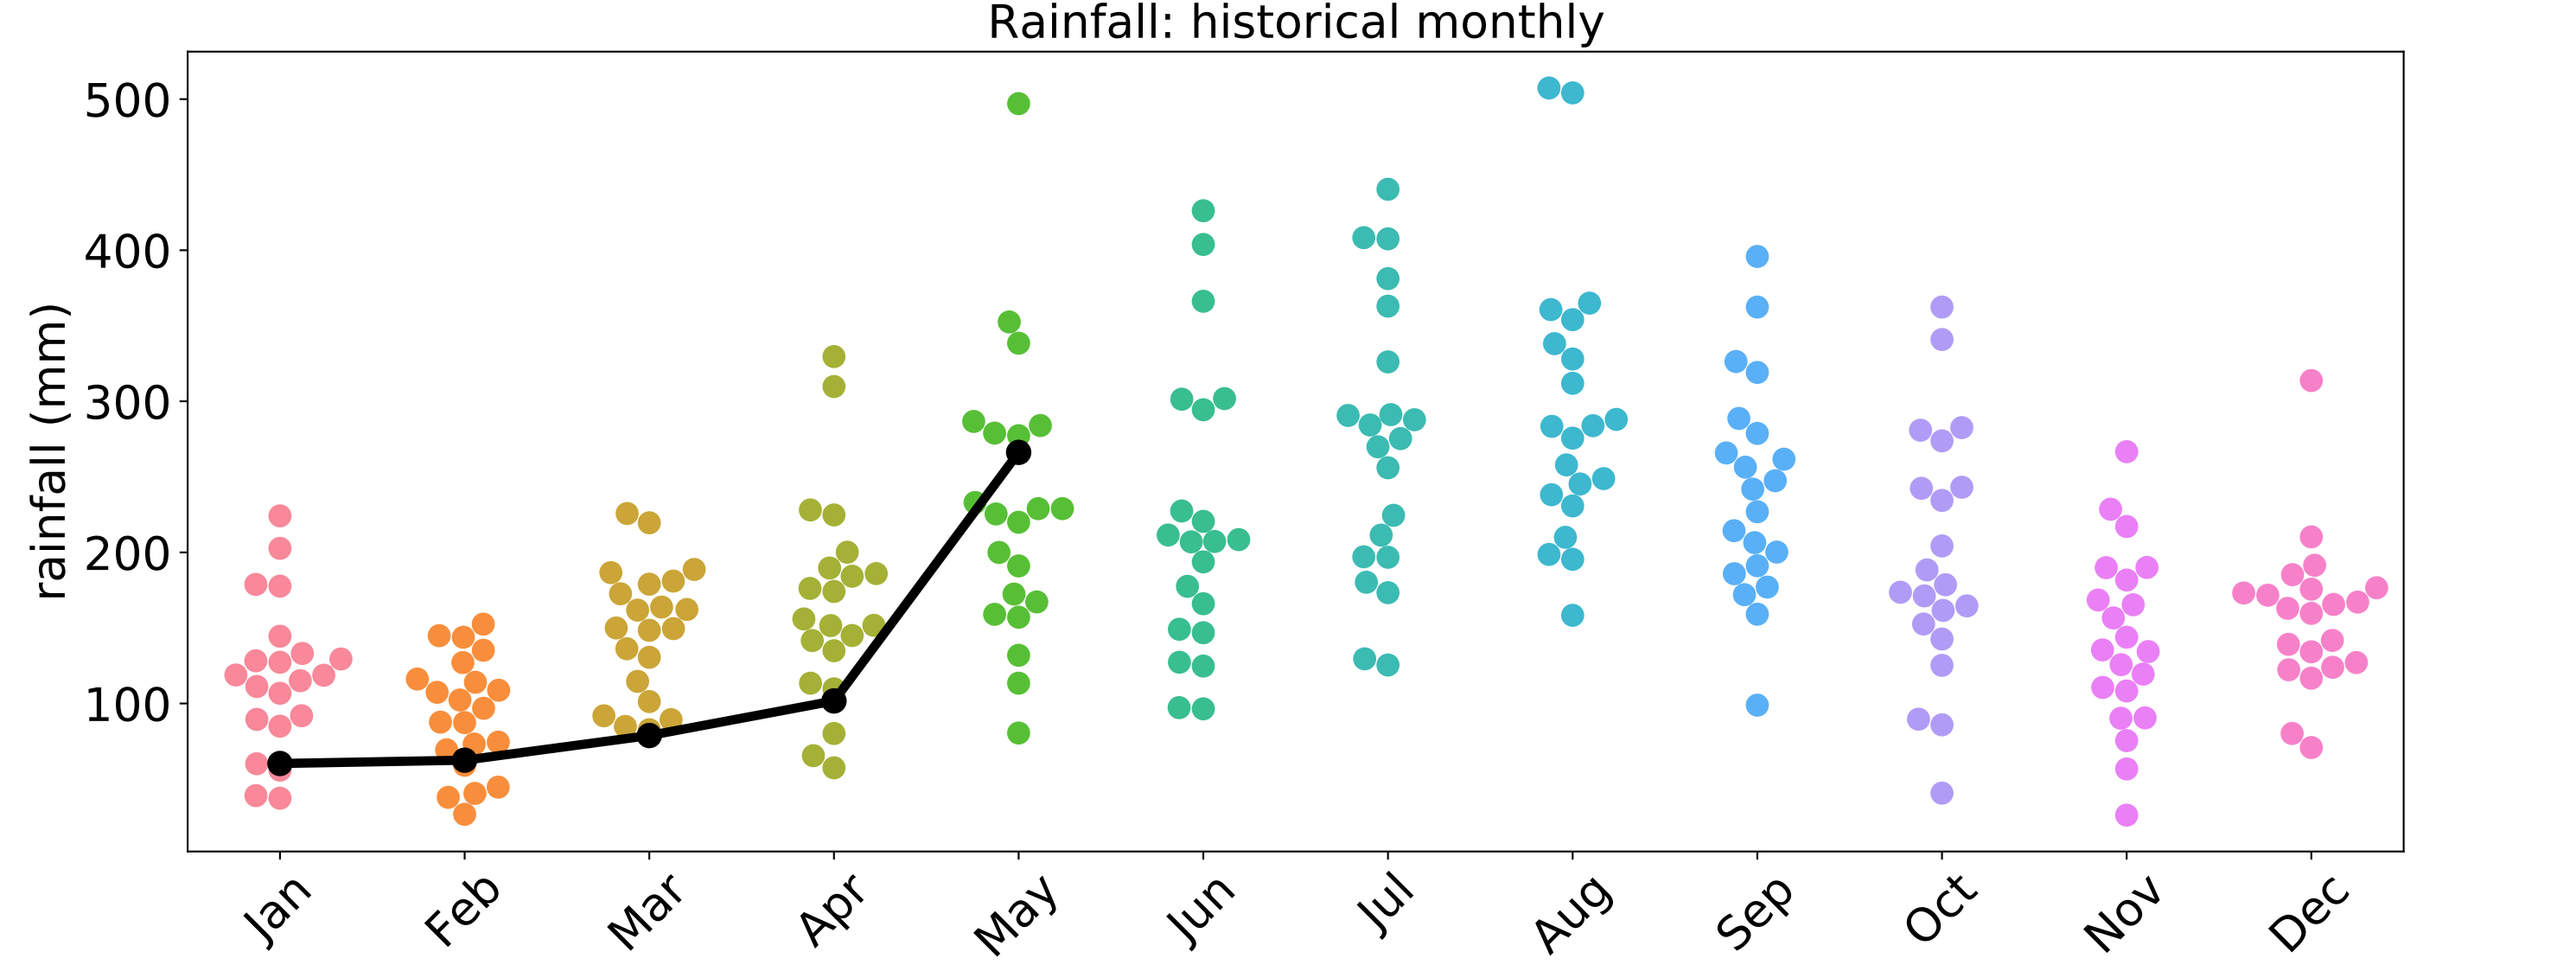 Rainfall: historical monthly
rainfall (mm)
500
400
300
200
100
Jan
Feb
Mar
Apr
May
Jun
Jul
Aug
Sep
Oct
Nov
Dec